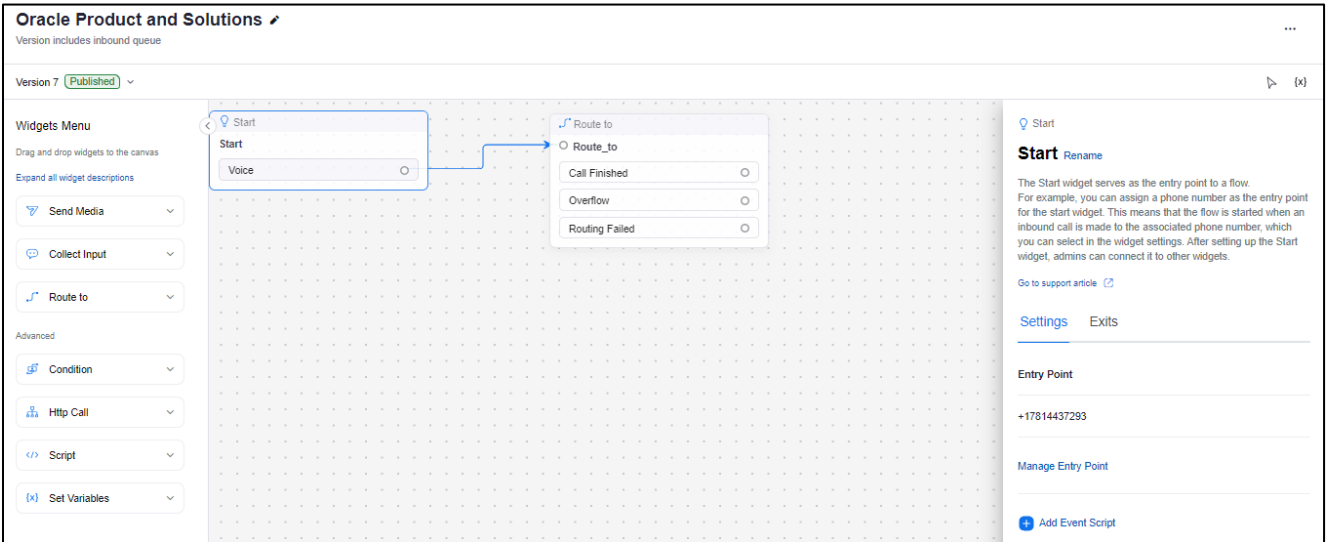 Oracle Product and Solutions
Version includes inbound queue
...
Version 7 Published
{x}
Widgets Menu
Drag and drop widgets to the canvas
Expand all widget descriptions
Send Media
Collect Input
Route to
Advanced
Condition
Http Call
</> Script
{x} Set Variables
Start
Start
Voice
Route to
Route_to
Call Finished
Overflow
Routing Failed
Start
Start Rename
The Start widget serves as the entry point to a flow.
For example, you can assign a phone number as the entry point
for the start widget. This means that the flow is started when an
inbound call is made to the associated phone number, which
you can select in the widget settings. After setting up the Start
widget, admins can connect it to other widgets.
Go to support article
Settings Exits
Entry Point
+17814437293
Manage Entry Point
Add Event Script